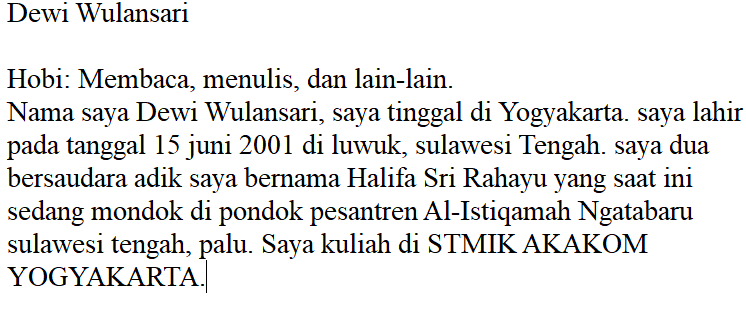 Dewi Wulansari
Hobi: Membaca, menulis, dan lain-lain.
Nama saya Dewi Wulansari, saya tinggal di Yogyakarta. saya lahir
pada tanggal 15 juni 2001 di luwuk, sulawesi Tengah. saya dua
bersaudara adik saya bernama Halifa Sri Rahayu yang saat ini
sedang mondok di pondok pesantren Al-Istiqamah Ngatabaru
sulawesi tengah, palu. Saya kuliah di STMIK AKAKOM
YOGYAKARTA.